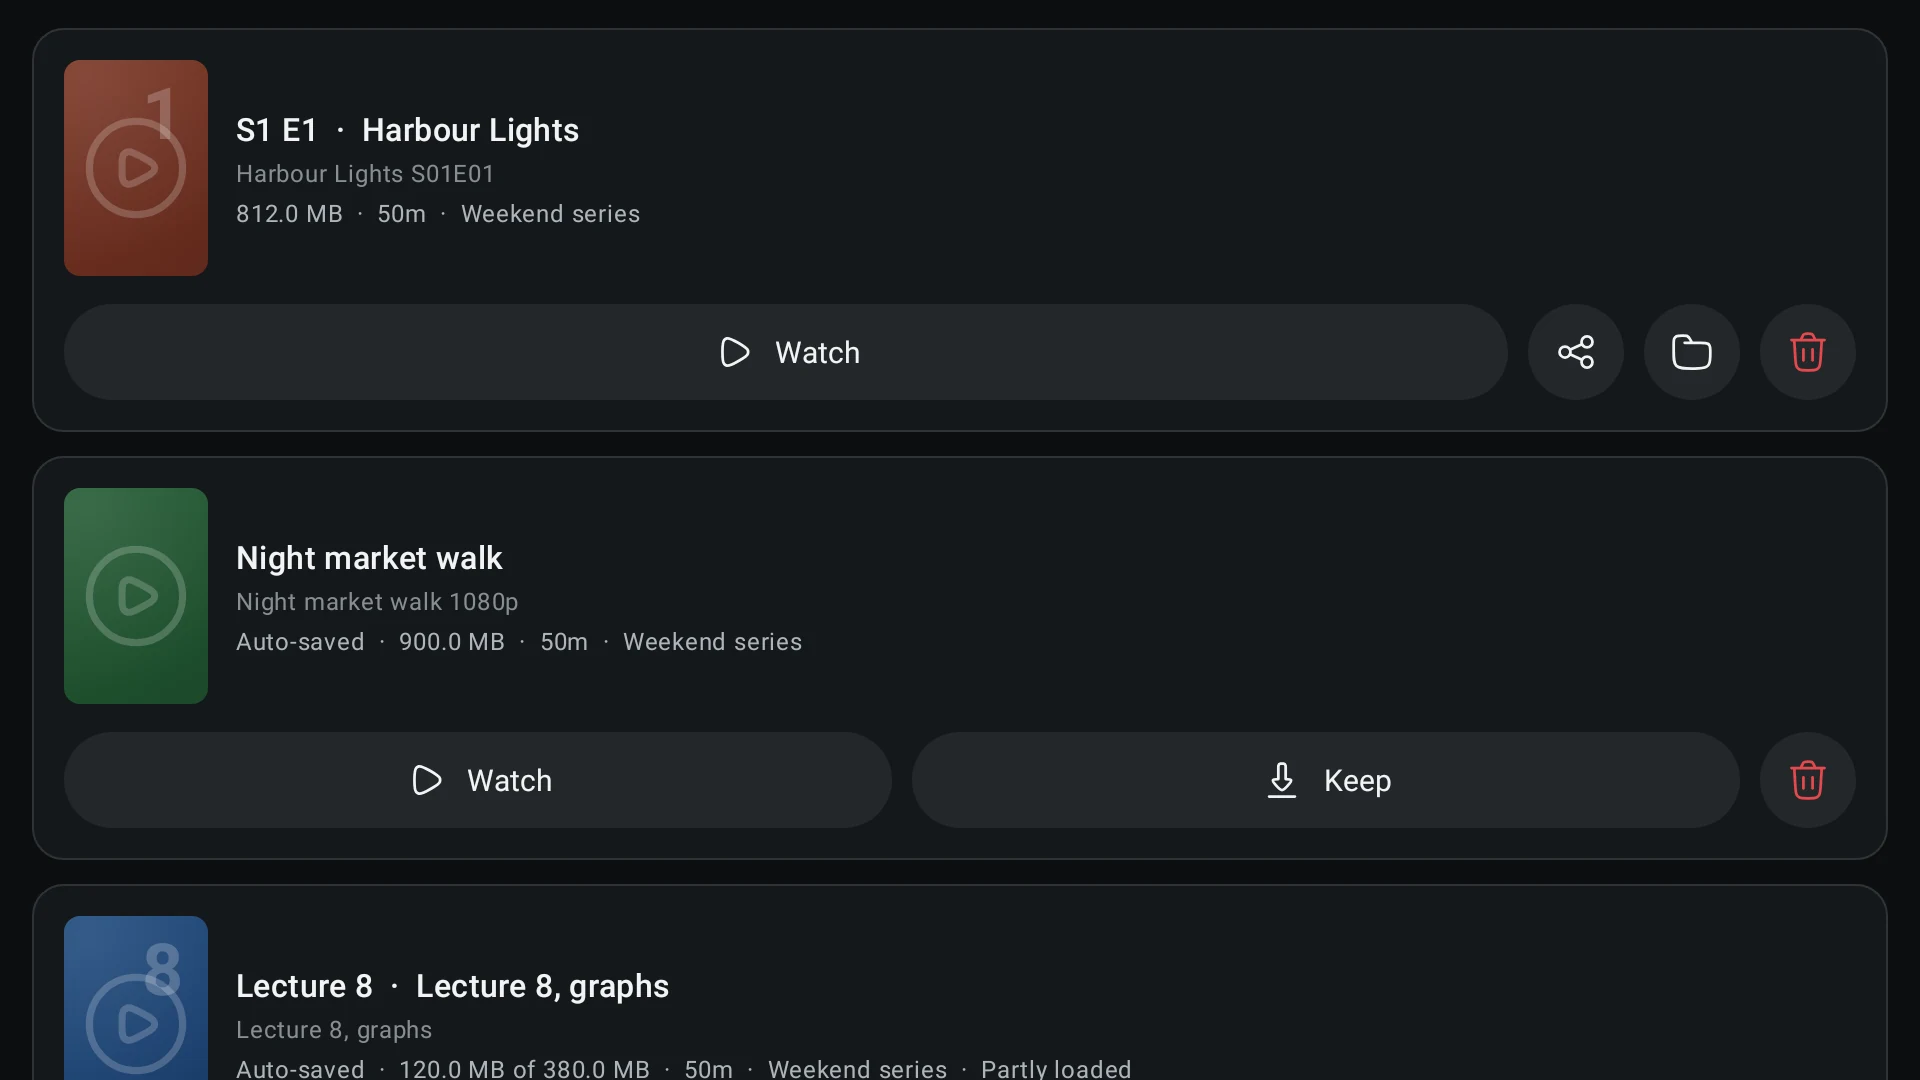 1
S1 E1 · Harbour Lights
Harbour Lights S01E01
812.0 MB · 50m · Weekend series
Watch
Night market walk
Night market walk 1080p
Auto-saved · 900.0 MB · 50m · Weekend series
Watch
Keep
8
Lecture 8 · Lecture 8, graphs
Lecture 8, graphs
Auto-saved · 120.0 MB of 380.0 MB · 50m · Weekend series · Partly loaded